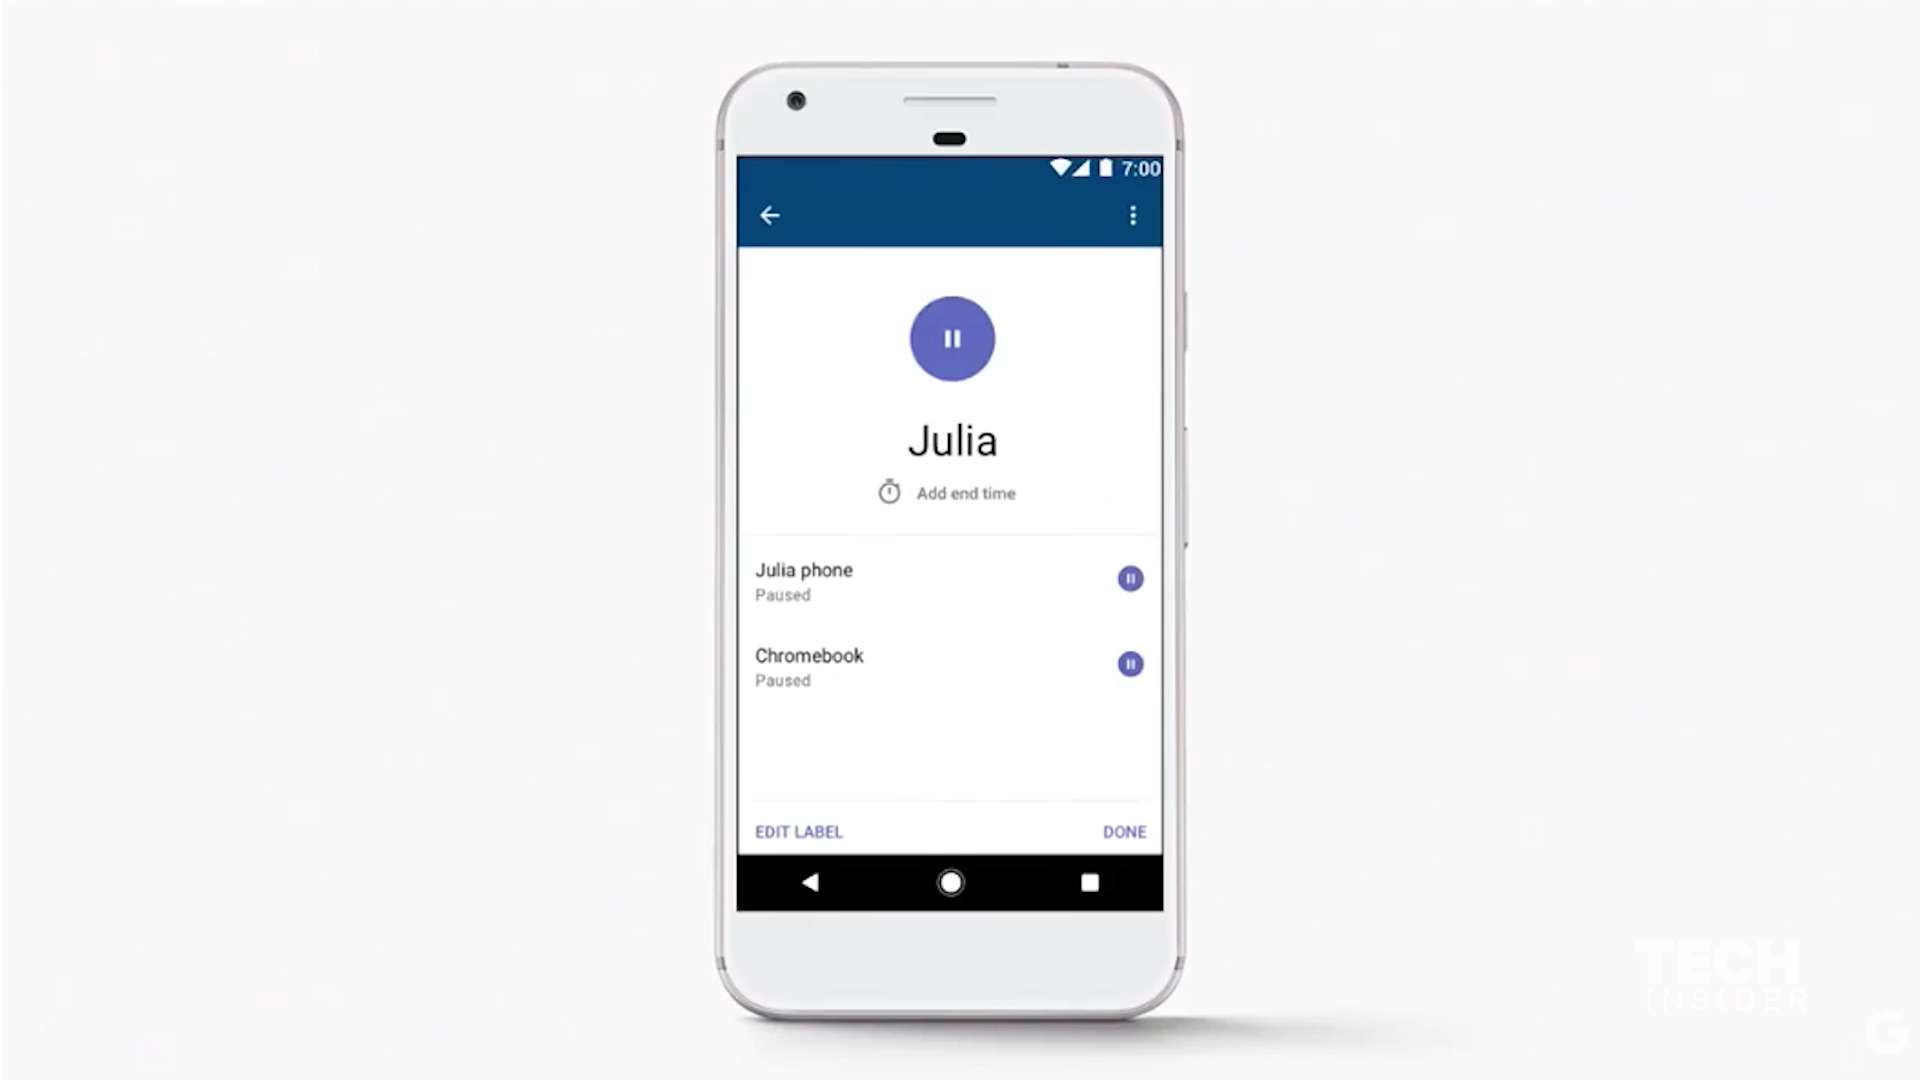 7:00
Julia
Add end time
Julia phone
Paused
Chromebook
Paused
EDIT LABEL
DONE
TECH
INSIDER
G